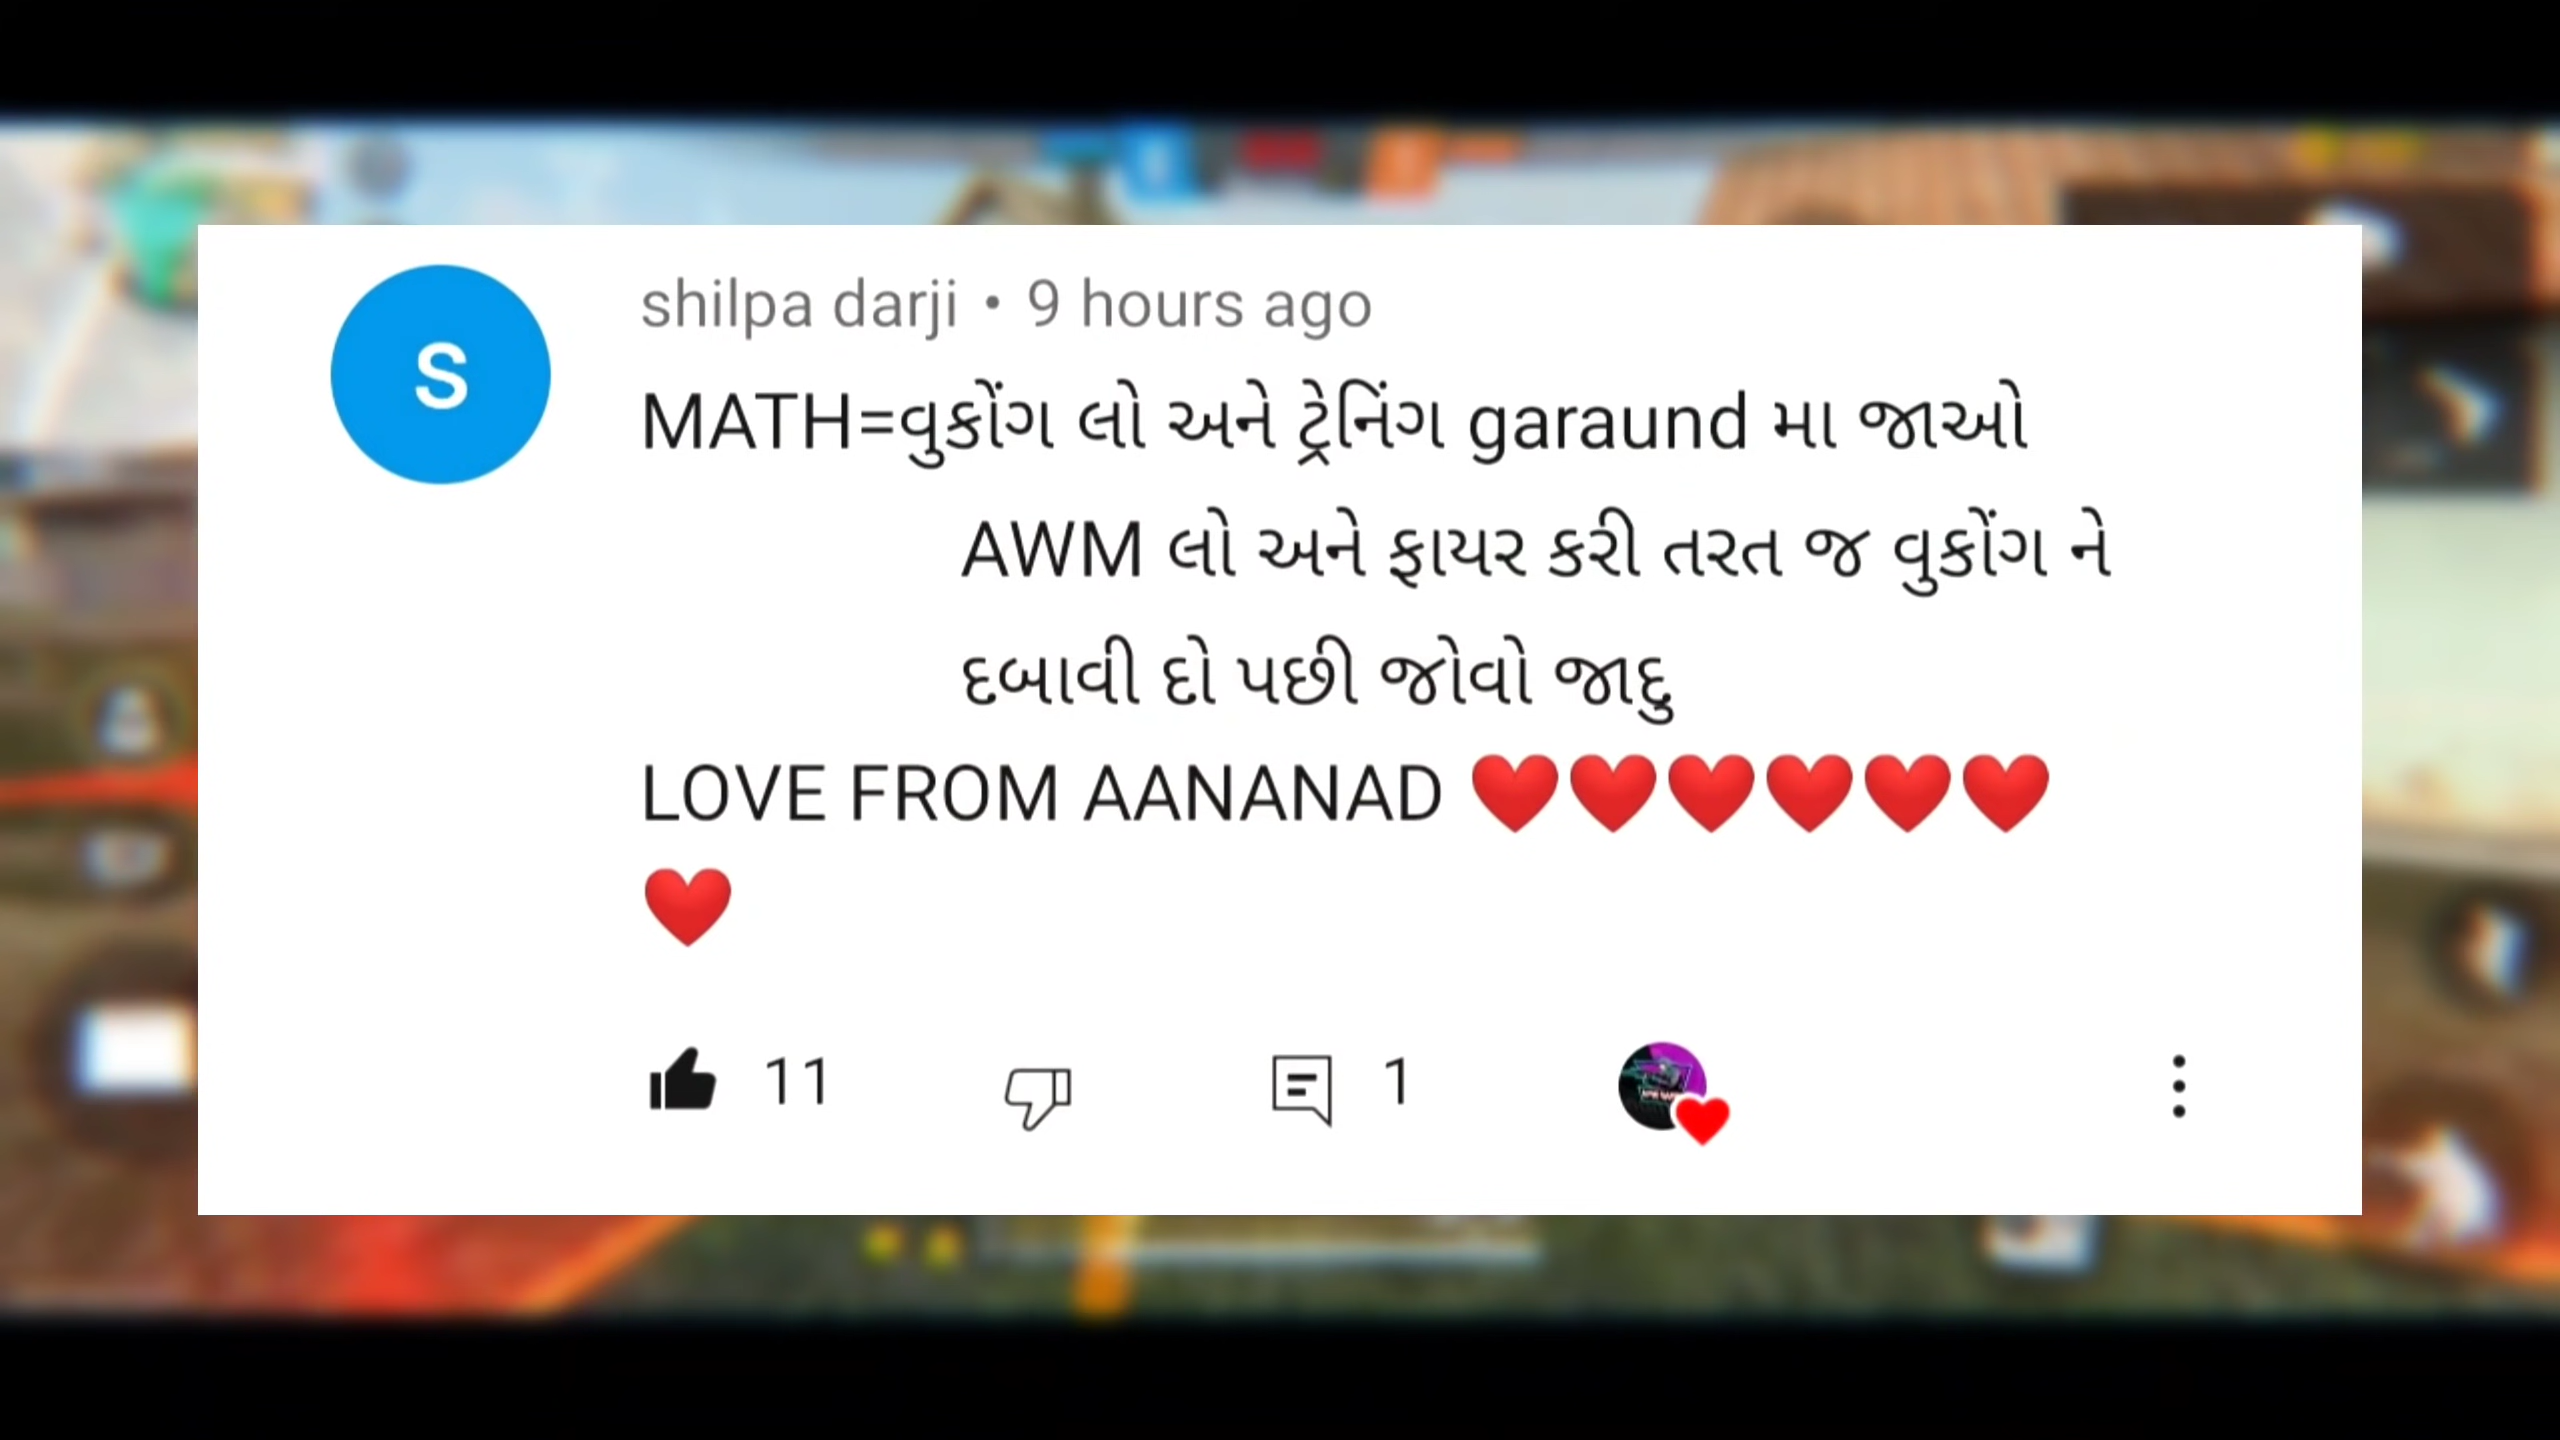 S
shilpa darji • 9 hours ago
MATH=વુકોંગ લો અને ટ્રેનિંગ garaund મા જાઓ
AWM લો અને ફાયર કરી તરત જ વુકોંગ ને
દબાવી દો પછી જોવો જાદુ
LOVE FROM AANANAD ❤️❤️❤️❤️❤️❤️
❤️
11 1